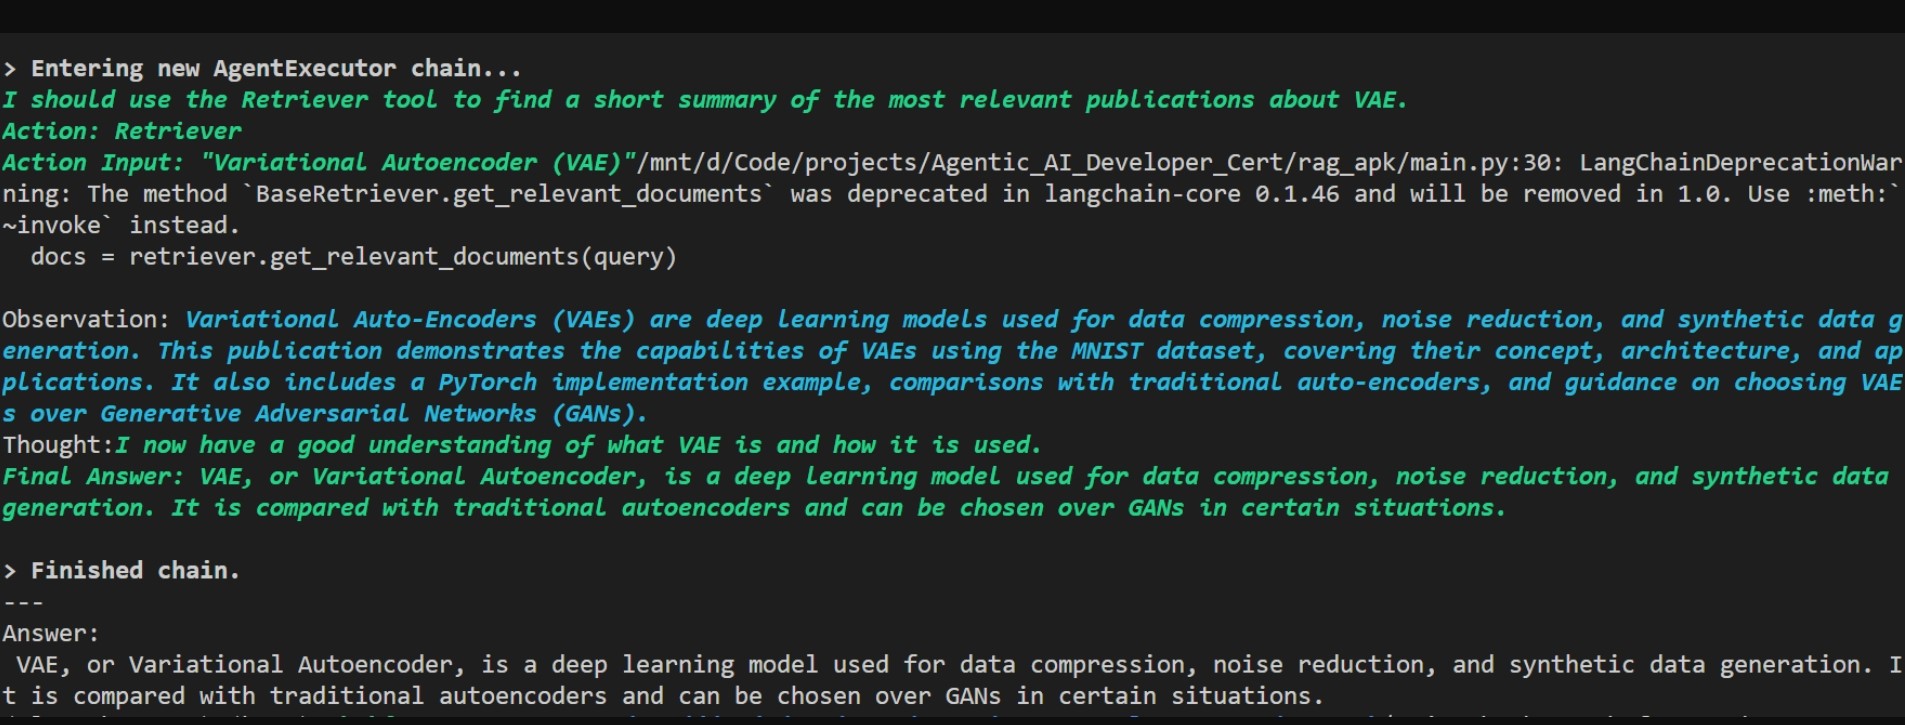 > Entering new AgentExecutor chain...
I should use the Retriever tool to find a short summary of the most relevant publications about VAE.
Action: Retriever
Action Input: "Variational Autoencoder (VAE)"/mnt/d/Code/projects/Agentic_AI_Developer_Cert/rag_apk/main.py:30: LangChainDeprecationWar
ning: The method `BaseRetriever.get_relevant_documents` was deprecated in langchain-core 0.1.46 and will be removed in 1.0. Use :meth:`
~invoke` instead.
  docs = retriever.get_relevant_documents(query)
Observation: Variational Auto-Encoders (VAEs) are deep learning models used for data compression, noise reduction, and synthetic data g
eneration. This publication demonstrates the capabilities of VAEs using the MNIST dataset, covering their concept, architecture, and ap
plications. It also includes a PyTorch implementation example, comparisons with traditional auto-encoders, and guidance on choosing VAE
s over Generative Adversarial Networks (GANs).
Thought:I now have a good understanding of what VAE is and how it is used.
Final Answer: VAE, or Variational Autoencoder, is a deep learning model used for data compression, noise reduction, and synthetic data
generation. It is compared with traditional autoencoders and can be chosen over GANs in certain situations.
> Finished chain.
---
Answer:
 VAE, or Variational Autoencoder, is a deep learning model used for data compression, noise reduction, and synthetic data generation. I
t is compared with traditional autoencoders and can be chosen over GANs in certain situations.